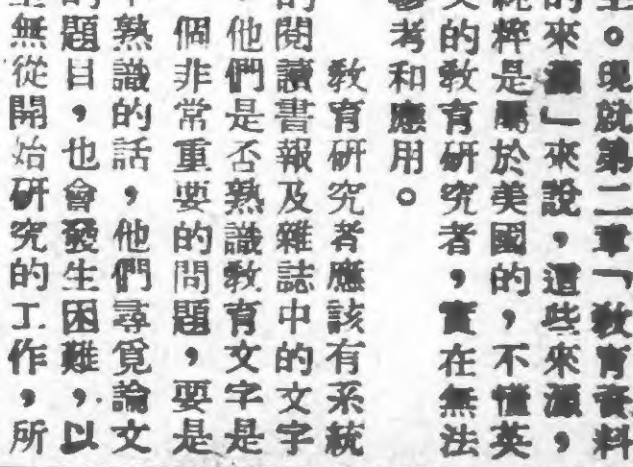 。現就第二章「教育資料
的來源」來說，這些來源，
純粹是屬於美國的，不懂英
文的教育研究者，實在無法
參考和應用。
教育研究者應該有系統
的閱讀書報及雜誌中的文字
，他們是否熟識教育文字是
個非常重要的問題，要是
熟識的話，他們尋覓論文
的題目，也會發生困難，以
無從開始研究的工作，所